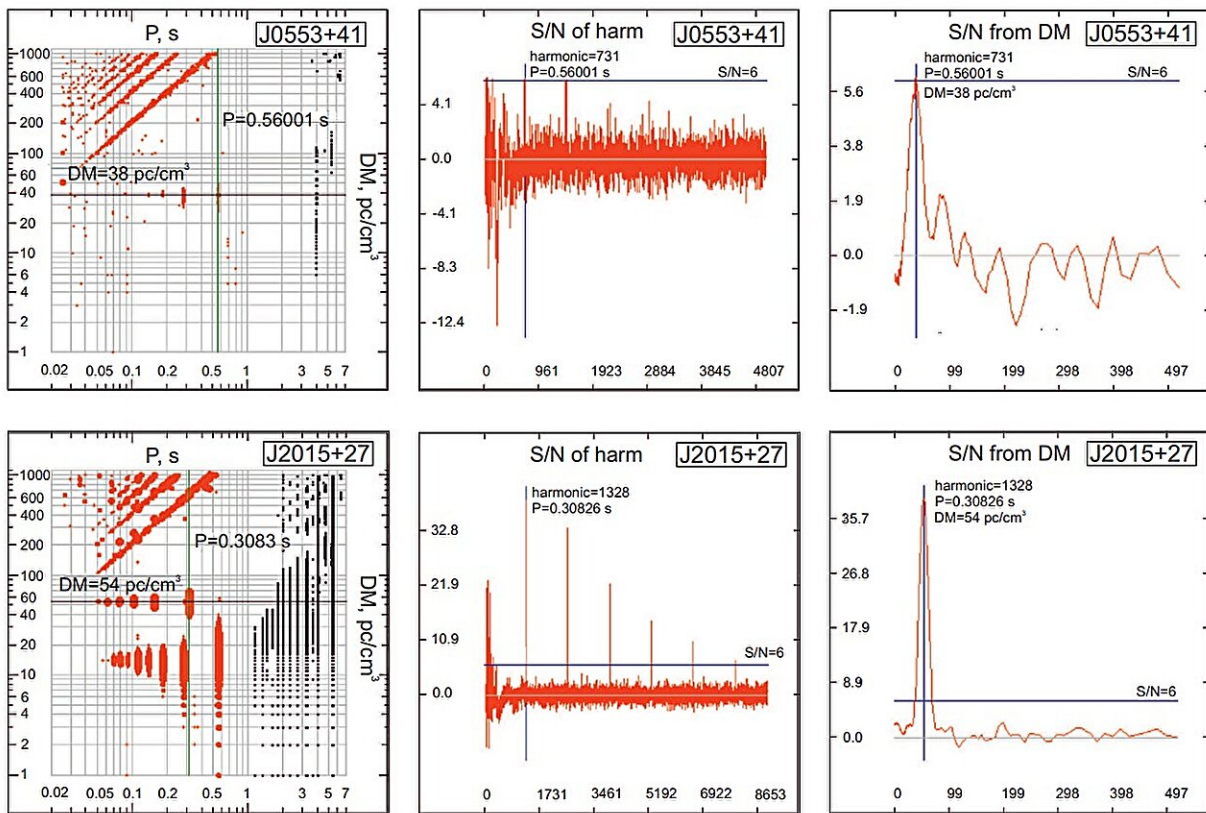 P, s
J0553+41
1000
600
400
200
100
60
40
20
10
6
4
2
1
P=0.56001 s
DM=38 pc/cm³
DM, pc/cm³
0.02 0.05 0.1 0.2 0.5 1 3 5 7
S/N of harm
J0553+41
harmonic=731
P=0.56001 s
S/N=6
4.1
0.0
-4.1
-8.3
-12.4
0 961 1923 2884 3845 4807
S/N from DM
J0553+41
harmonic=731
P=0.56001 s
S/N=6
DM=38 pc/cm³
5.6
3.8
1.9
0.0
-1.9
0 99 199 298 398 497
P, s
J2015+27
1000
600
400
200
100
60
40
20
10
6
4
2
1
P=0.3083 s
DM=54 pc/cm³
DM, pc/cm³
0.02 0.05 0.1 0.2 0.5 1 3 5 7
S/N of harm
J2015+27
harmonic=1328
P=0.30826 s
32.8
21.9
10.9
S/N=6
0.0
0 1731 3461 5192 6922 8653
S/N from DM
J2015+27
harmonic=1328
P=0.30826 s
DM=54 pc/cm³
35.7
26.8
17.9
8.9
S/N=6
0.0
0 99 199 298 398 497